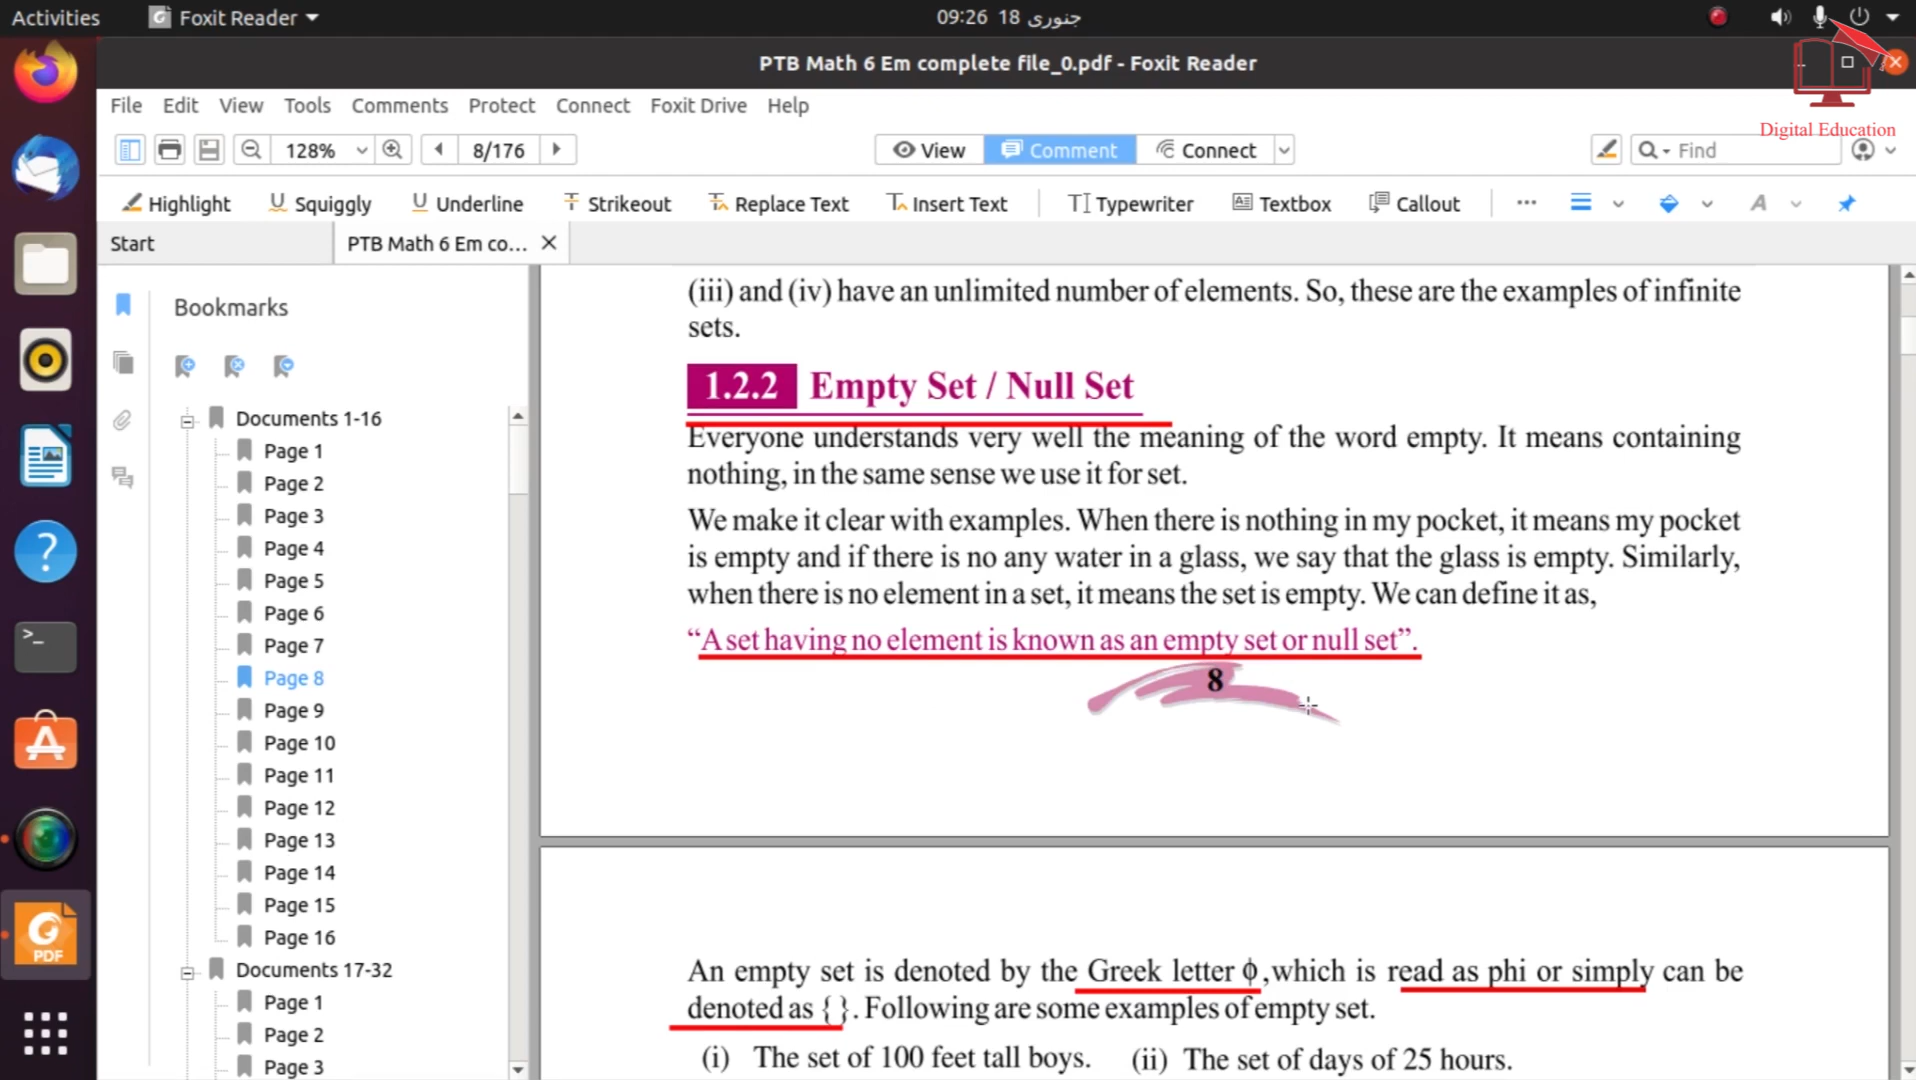 Activities Foxit Reader 09:26 18 جنوری
PTB Math 6 Em complete file_0.pdf - Foxit Reader
File Edit View Tools Comments Protect Connect Foxit Drive Help
Digital Education
128% 8/176 View Comment Connect Find
Highlight Squiggly Underline Strikeout Replace Text Insert Text Typewriter Textbox Callout ... A
Start PTB Math 6 Em co...
Bookmarks
Documents 1-16
Page 1
Page 2
Page 3
Page 4
Page 5
Page 6
Page 7
Page 8
Page 9
Page 10
Page 11
Page 12
Page 13
Page 14
Page 15
Page 16
Documents 17-32
Page 1
Page 2
Page 3
PDF
(iii) and (iv) have an unlimited number of elements. So, these are the examples of infinite
sets.
1.2.2 Empty Set / Null Set
Everyone understands very well the meaning of the word empty. It means containing
nothing, in the same sense we use it for set.
We make it clear with examples. When there is nothing in my pocket, it means my pocket
is empty and if there is no any water in a glass, we say that the glass is empty. Similarly,
when there is no element in a set, it means the set is empty. We can define it as,
“A set having no element is known as an empty set or null set”.
8
An empty set is denoted by the Greek letter ϕ,which is read as phi or simply can be
denoted as { }. Following are some examples of empty set.
(i) The set of 100 feet tall boys. (ii) The set of days of 25 hours.